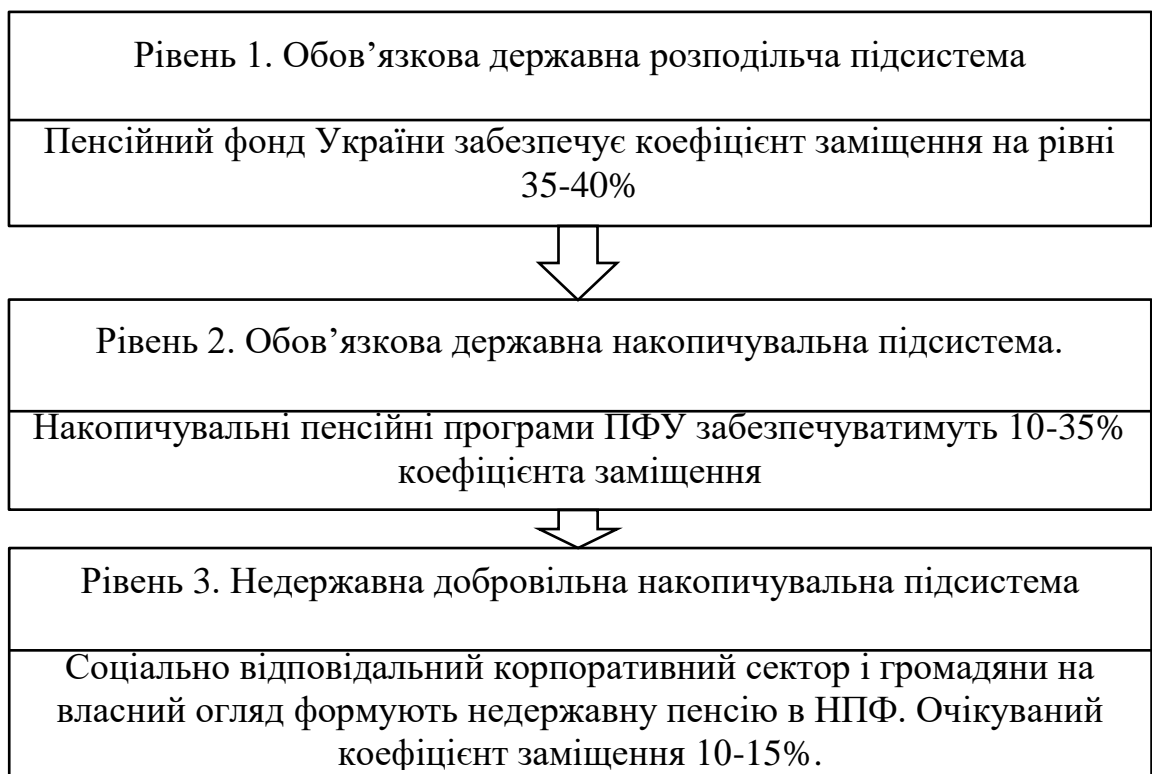 Рівень 1. Обов’язкова державна розподільча підсистема
Пенсійний фонд України забезпечує коефіцієнт заміщення на рівні
35-40%
Рівень 2. Обов’язкова державна накопичувальна підсистема.
Накопичувальні пенсійні програми ПФУ забезпечуватимуть 10-35%
коефіцієнта заміщення
Рівень 3. Недержавна добровільна накопичувальна підсистема
Соціально відповідальний корпоративний сектор і громадяни на
власний огляд формують недержавну пенсію в НПФ. Очікуваний
коефіцієнт заміщення 10-15%.